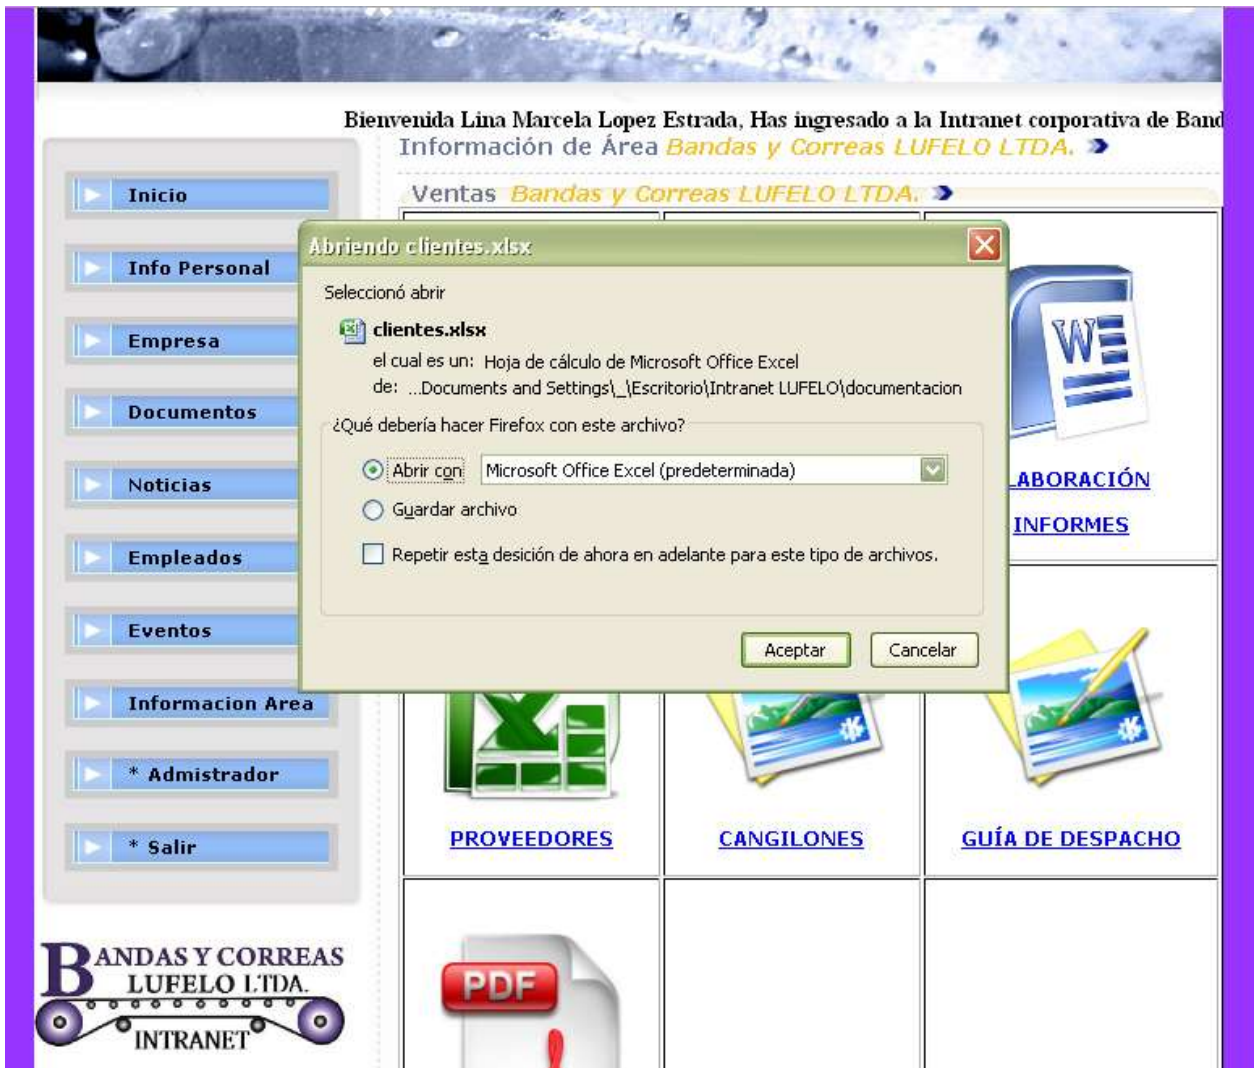 Bienvenida Lina Marcela Lopez Estrada, Has ingresado a la Intranet corporativa de Band
Información de Área Bandas y Correas LUFELO LTDA.
Ventas Bandas y Correas LUFELO LTDA.
Inicio
Info Personal
Empresa
Documentos
Noticias
Empleados
Eventos
Informacion Area
* Admistrador
* Salir
BANDAS Y CORREAS
LUFELO LTDA.
INTRANET
Abriendo clientes.xlsx
Seleccionó abrir
clientes.xlsx
el cual es un: Hoja de cálculo de Microsoft Office Excel
de: ...Documents and Settings\_\Escritorio\Intranet LUFELO\documentacion
¿Qué debería hacer Firefox con este archivo?
Abrir con Microsoft Office Excel (predeterminada)
Guardar archivo
Repetir esta desición de ahora en adelante para este tipo de archivos.
Aceptar Cancelar
W
LABORACIÓN
INFORMES
PROVEEDORES
CANGILONES
GUÍA DE DESPACHO
PDF